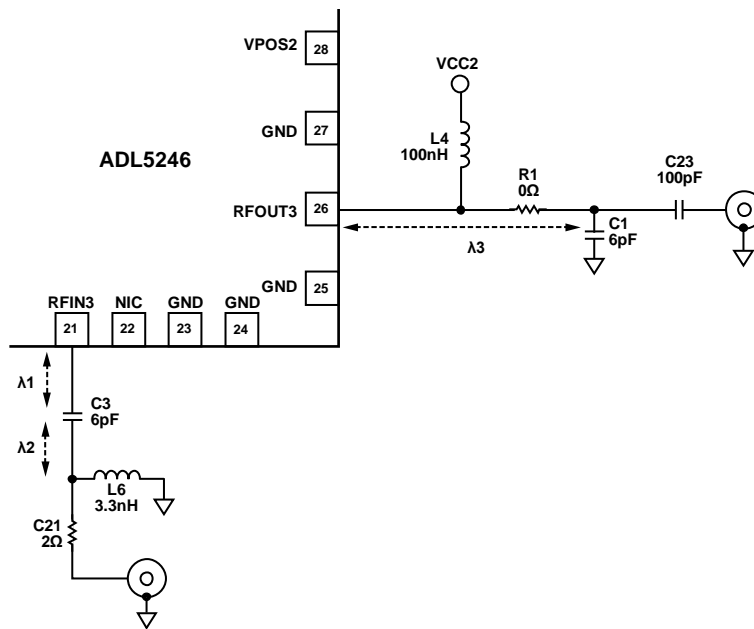 VPOS2
28
VCC2
GND
27
L4
100nH
C23
100pF
ADL5246
R1
0Ω
RFOUT3
26
C1
6pF
λ3
GND
25
RFIN3
NIC
GND
GND
21
22
23
24
λ1
C3
6pF
λ2
L6
3.3nH
C21
2Ω